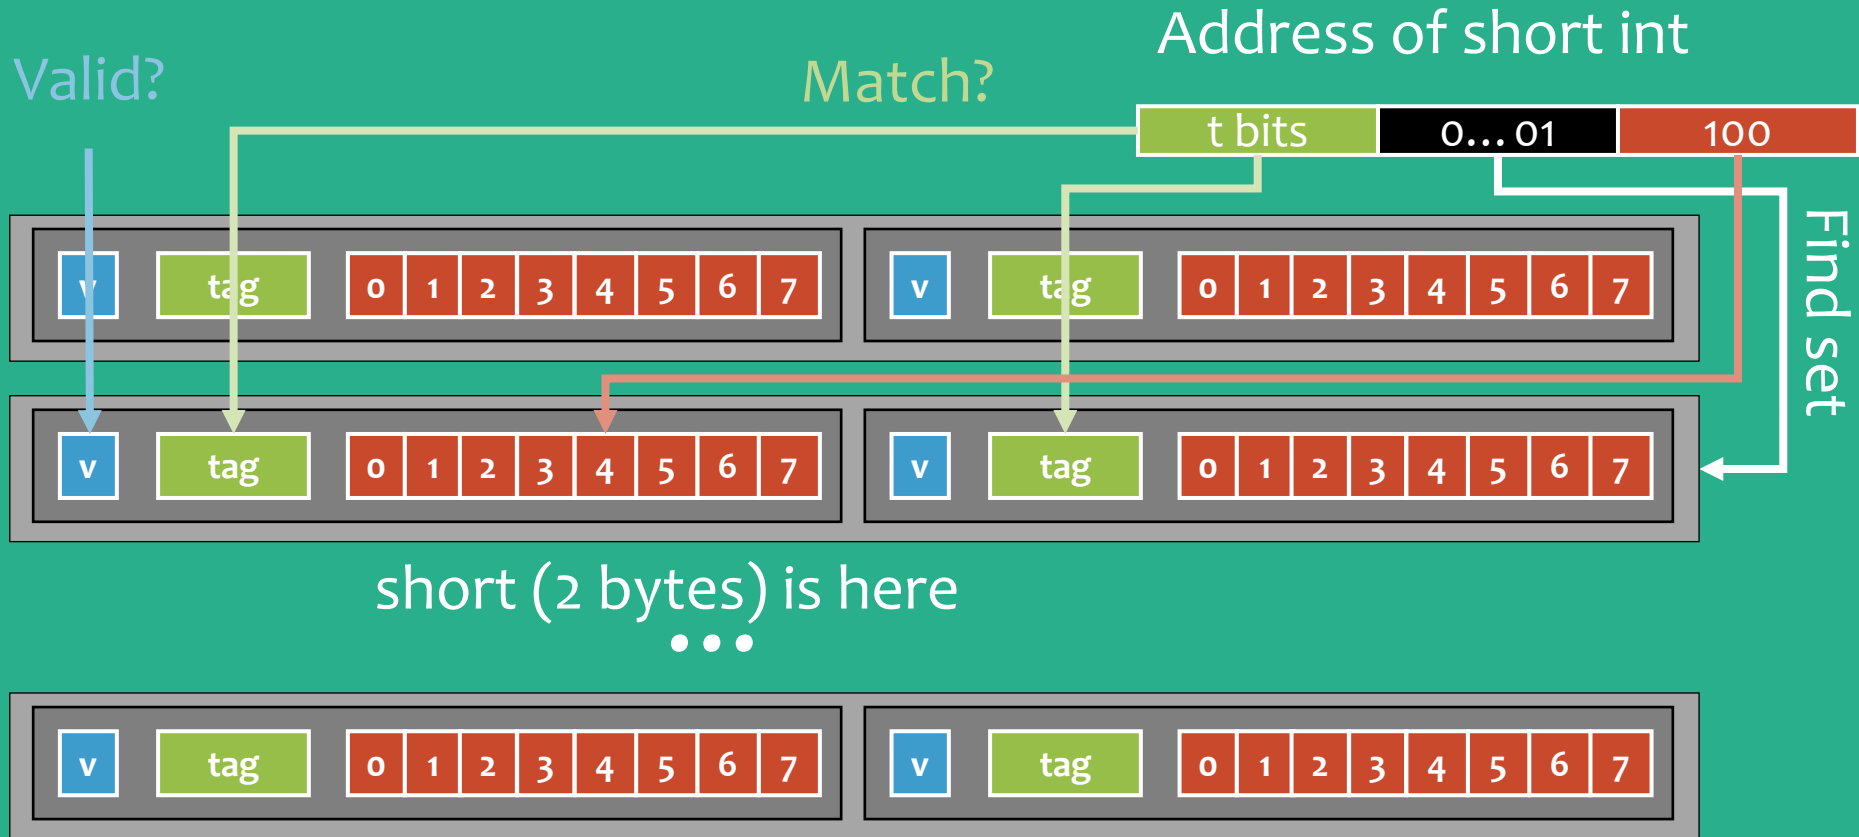 Address of short int
Valid?
Match?
t bits 0...01 100
Find set
v tag 0 1 2 3 4 5 6 7 v tag 0 1 2 3 4 5 6 7
v tag 0 1 2 3 4 5 6 7 v tag 0 1 2 3 4 5 6 7
short (2 bytes) is here
•••
v tag 0 1 2 3 4 5 6 7 v tag 0 1 2 3 4 5 6 7